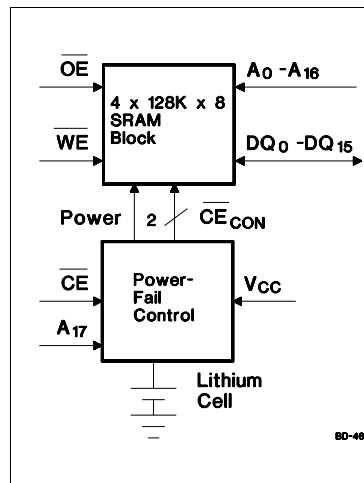 OE
A0 -A16
4 x 128K x 8
SRAM
Block
WE
DQ0 -DQ15
Power
2
CECON
CE
Power-
Fail
Control
VCC
A17
Lithium
Cell
BD-46